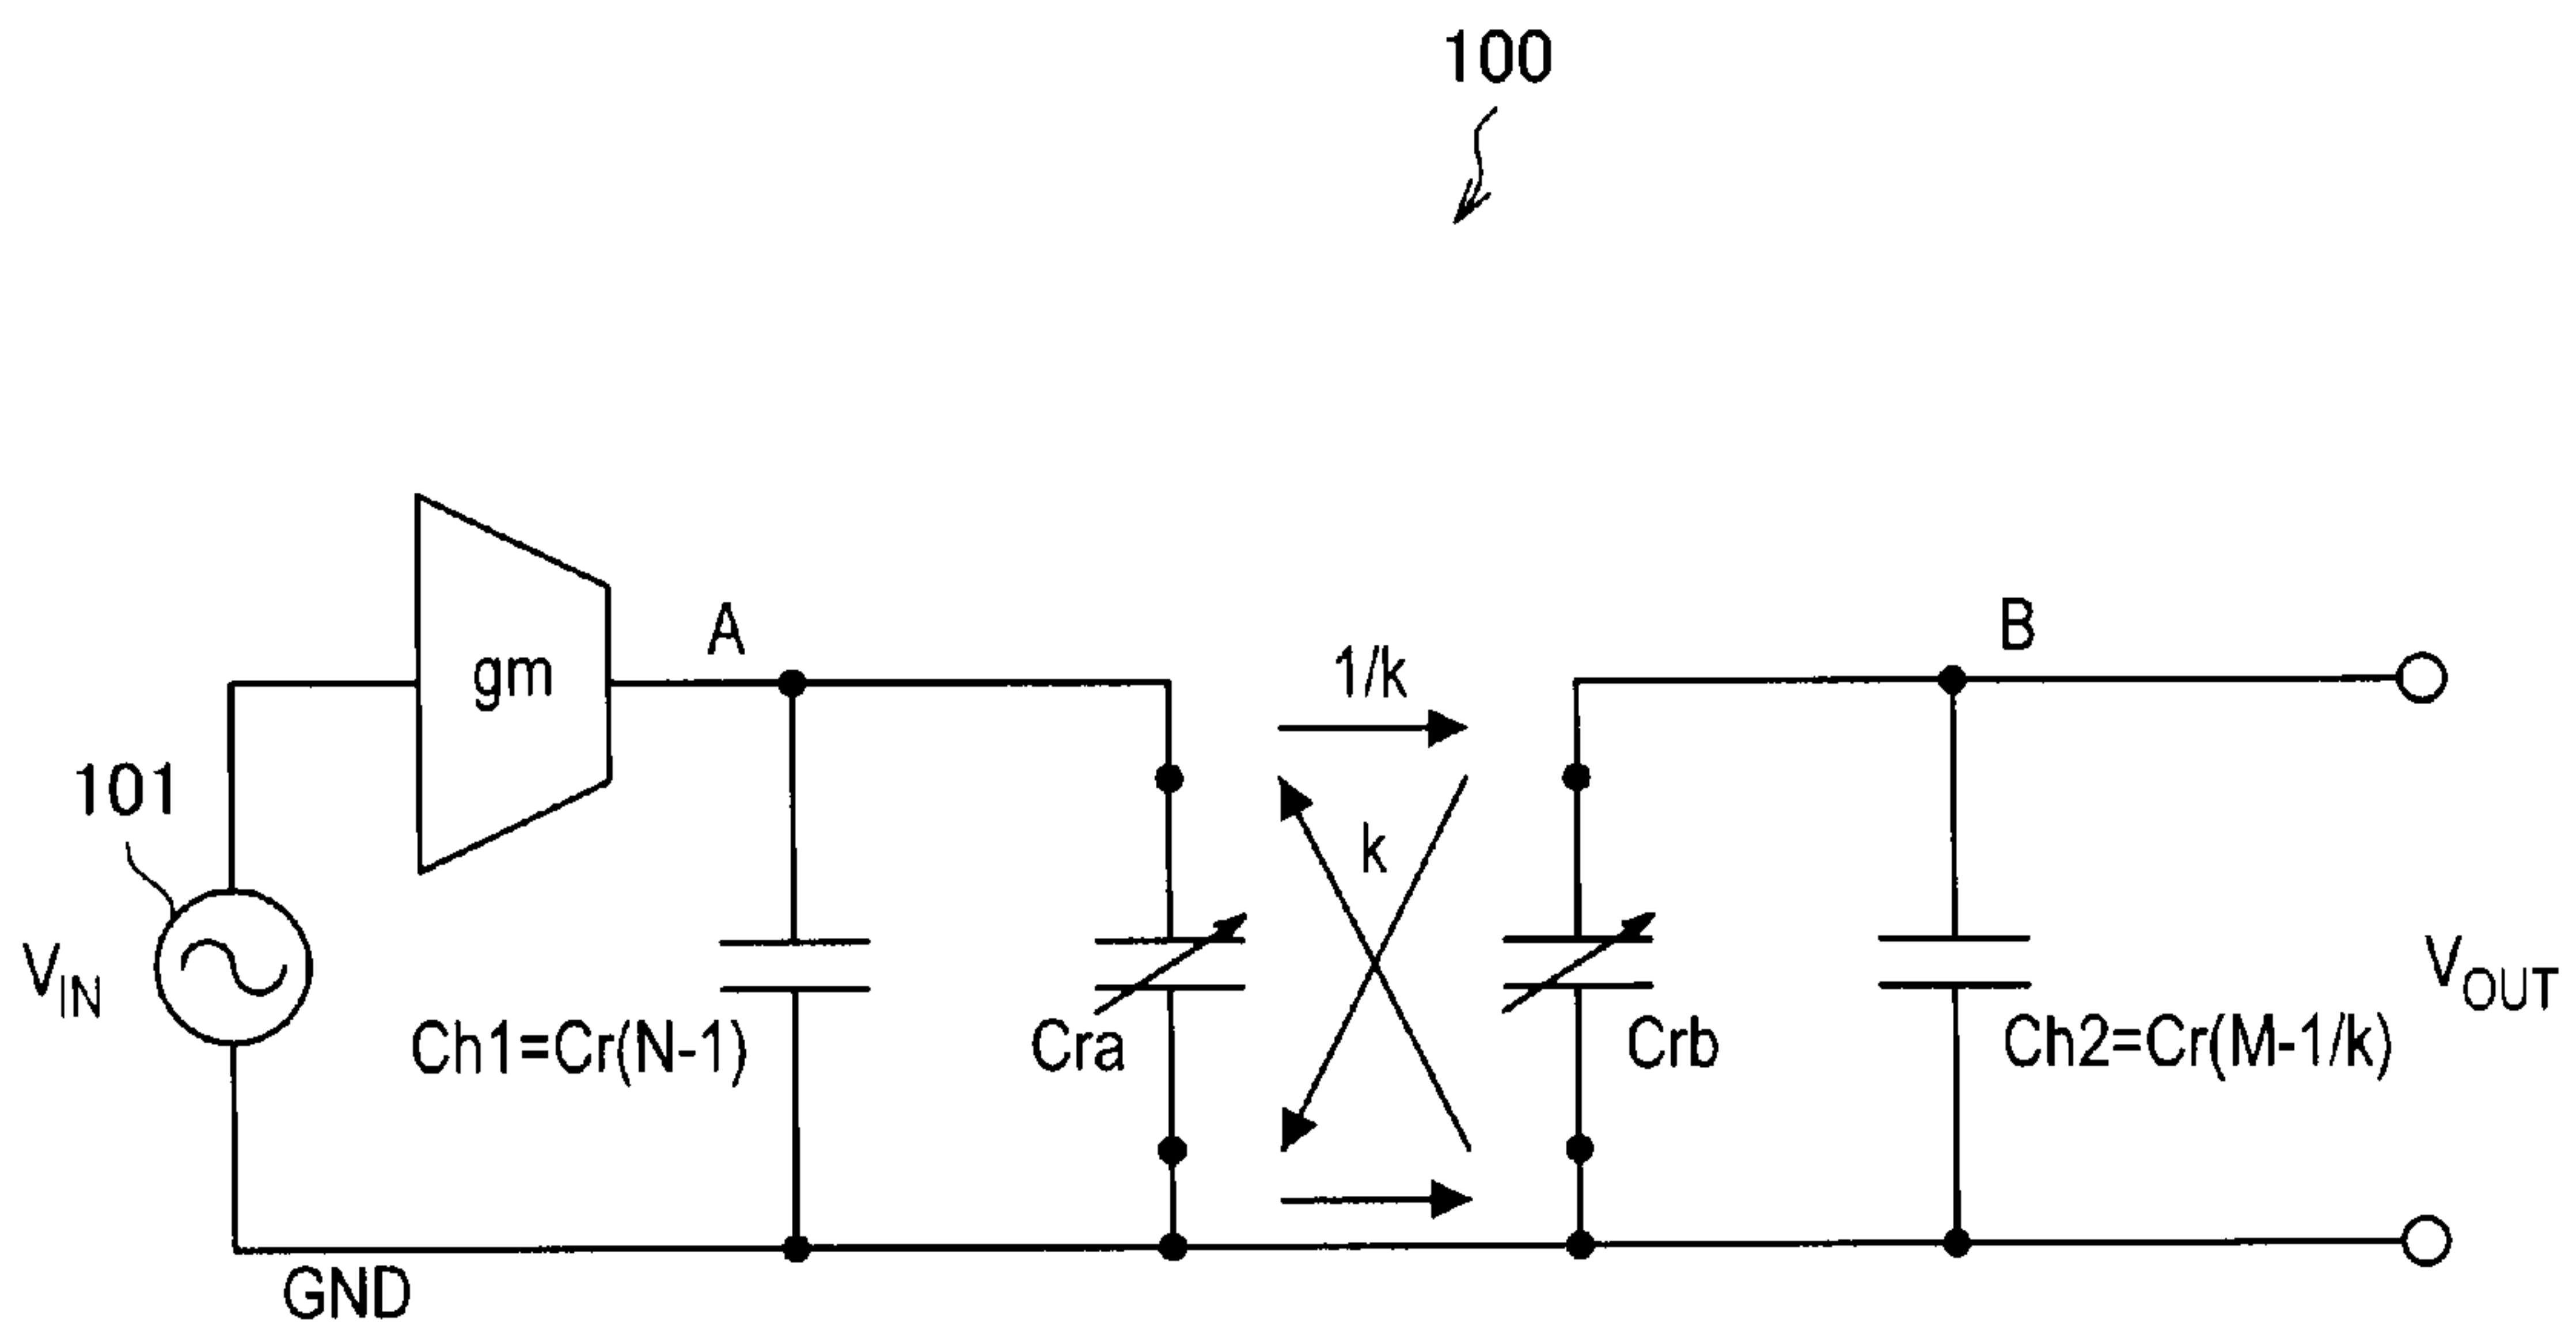 100
gm
A
B
1/k
k
101
V_IN
Ch1=Cr(N-1)
Cra
Crb
Ch2=Cr(M-1/k)
V_OUT
GND